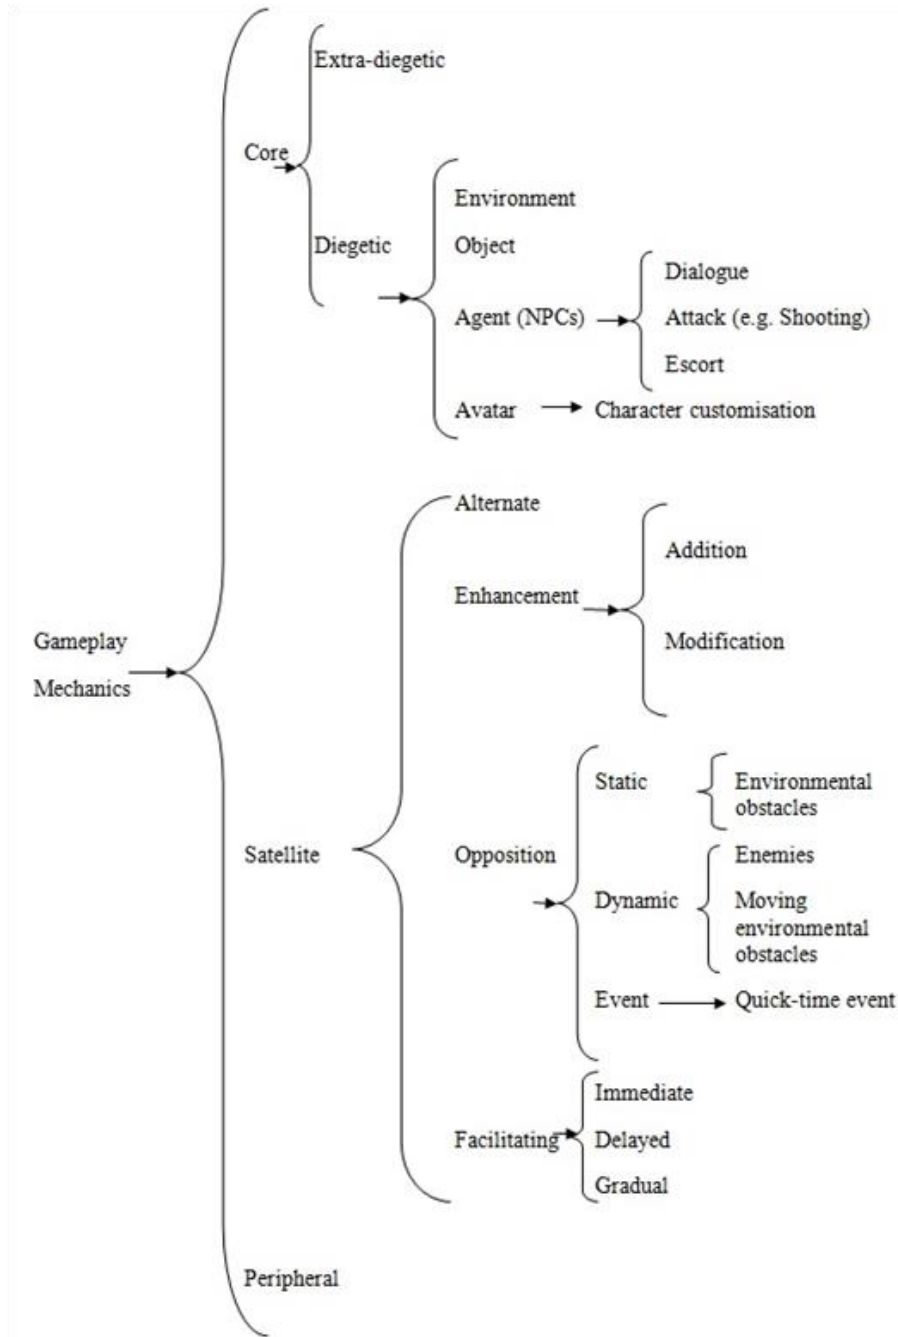 Extra-diegetic
Core
Diegetic
Environment
Object
Agent (NPCs)
Dialogue
Attack (e.g. Shooting)
Escort
Avatar
Character customisation
Gameplay
Mechanics
Satellite
Alternate
Enhancement
Addition
Modification
Opposition
Static
Environmental
obstacles
Dynamic
Enemies
Moving
environmental
obstacles
Event
Quick-time event
Facilitating
Immediate
Delayed
Gradual
Peripheral